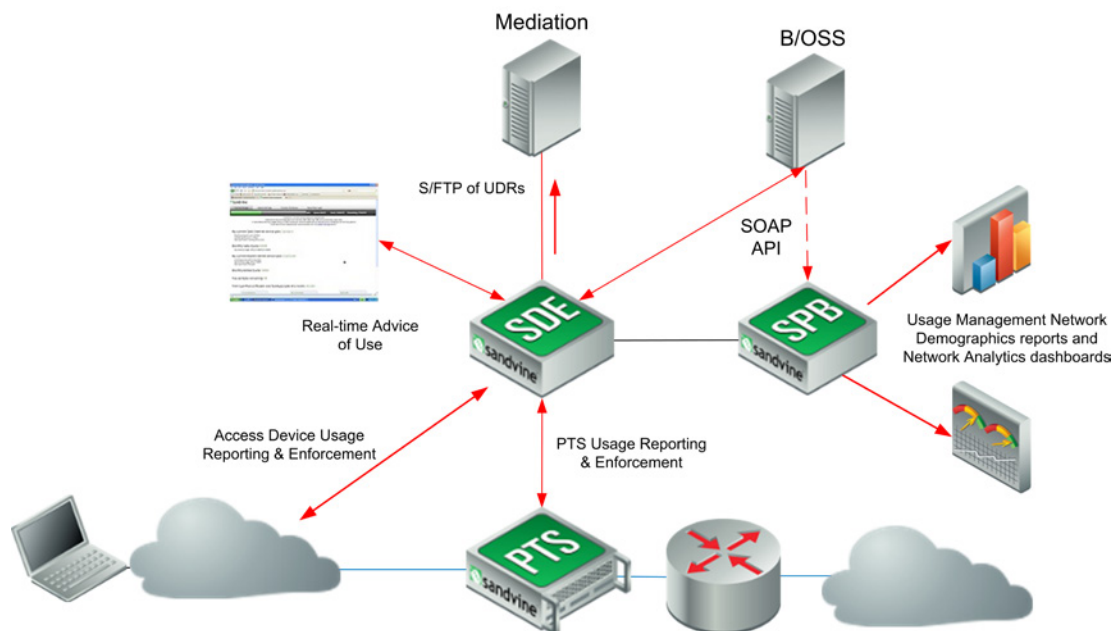 Mediation
B/OSS
S/FTP of UDRs
SOAP
API
Real-time Advice
of Use
SDE
sandvine
SPB
sandvine
Usage Management Network
Demographics reports and
Network Analytics dashboards
Access Device Usage
Reporting & Enforcement
PTS Usage Reporting
& Enforcement
PTS
sandvine